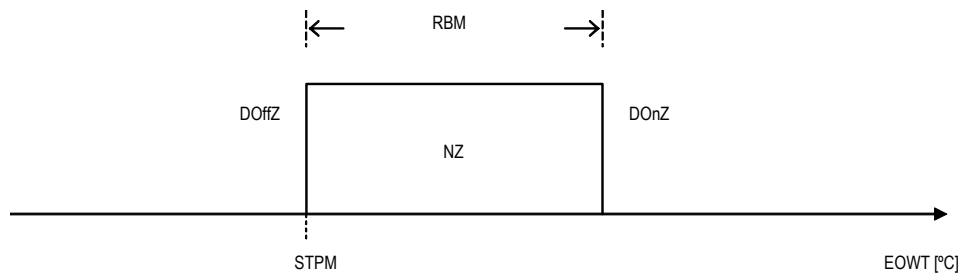 RBM
DOffZ
DOnZ
NZ
STPM
EOWT [ºC]